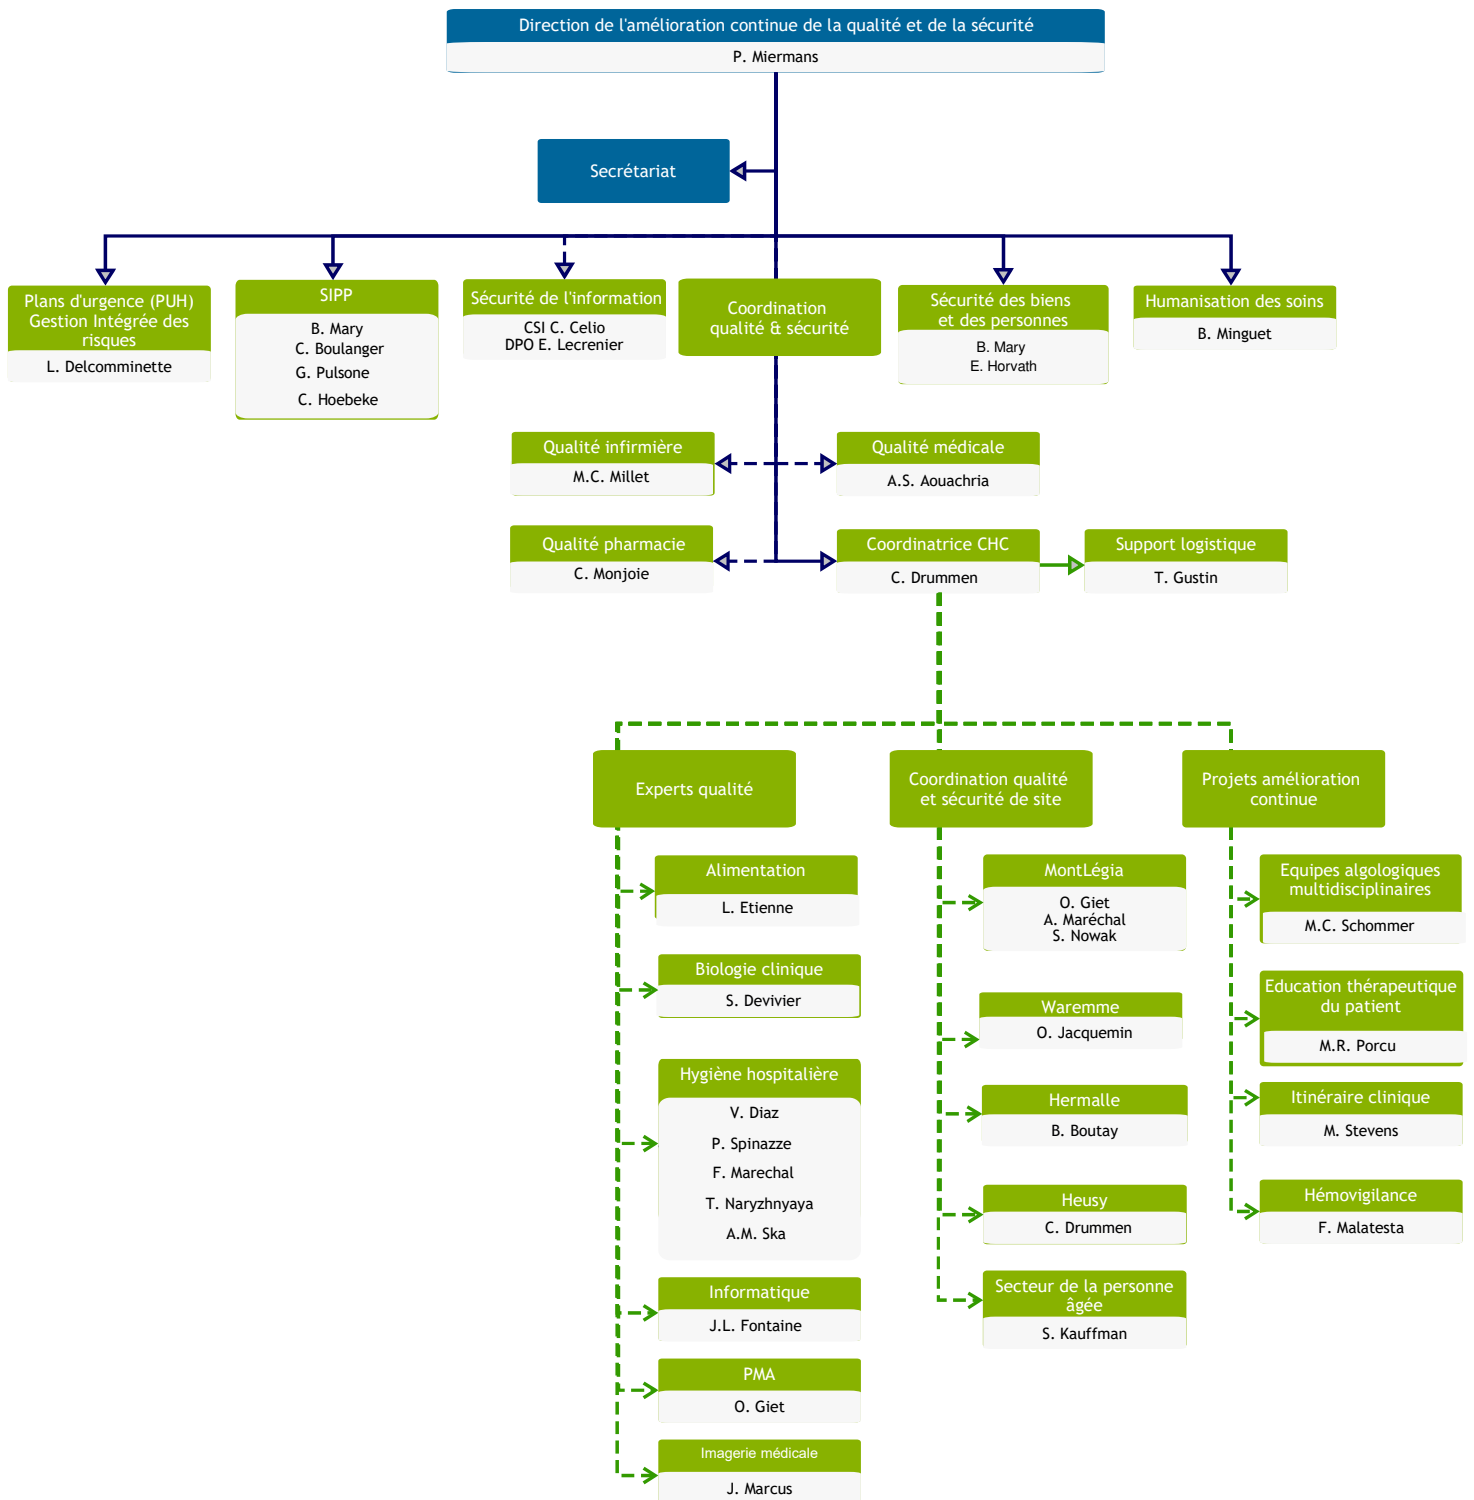 Direction de l'amélioration continue de la qualité et de la sécurité
P. Miermans
Secrétariat
Plans d'urgence (PUH)
Gestion Intégrée des
risques
L. Delcomminette
SIPP
B. Mary
C. Boulanger
G. Pulsone
C. Hoebeke
Sécurité de l'information
CSI C. Celio
DPO E. Lecrenier
Coordination
qualité & sécurité
Sécurité des biens
et des personnes
B. Mary
E. Horvath
Humanisation des soins
B. Minguet
Qualité infirmière
M.C. Millet
Qualité médicale
A.S. Aouachria
Qualité pharmacie
C. Monjoie
Coordinatrice CHC
C. Drummen
Support logistique
T. Gustin
Experts qualité
Alimentation
L. Etienne
Biologie clinique
S. Devivier
Hygiène hospitalière
V. Diaz
P. Spinazze
F. Marechal
T. Naryzhnyaya
A.M. Ska
Informatique
J.L. Fontaine
PMA
O. Giet
Imagerie médicale
J. Marcus
Coordination qualité
et sécurité de site
MontLégia
O. Giet
A. Maréchal
S. Nowak
Waremme
O. Jacquemin
Hermalle
B. Boutay
Heusy
C. Drummen
Secteur de la personne
âgée
S. Kauffman
Projets amélioration
continue
Equipes algologiques
multidisciplinaires
M.C. Schommer
Education thérapeutique
du patient
M.R. Porcu
Itinéraire clinique
M. Stevens
Hémovigilance
F. Malatesta